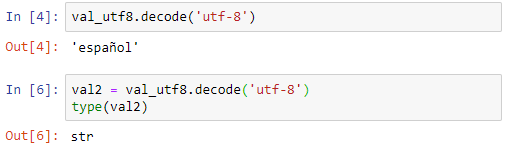 In [4]: val_utf8.decode('utf-8')
Out[4]: 'español'
In [6]: val2 = val_utf8.decode('utf-8')
type(val2)
Out[6]: str